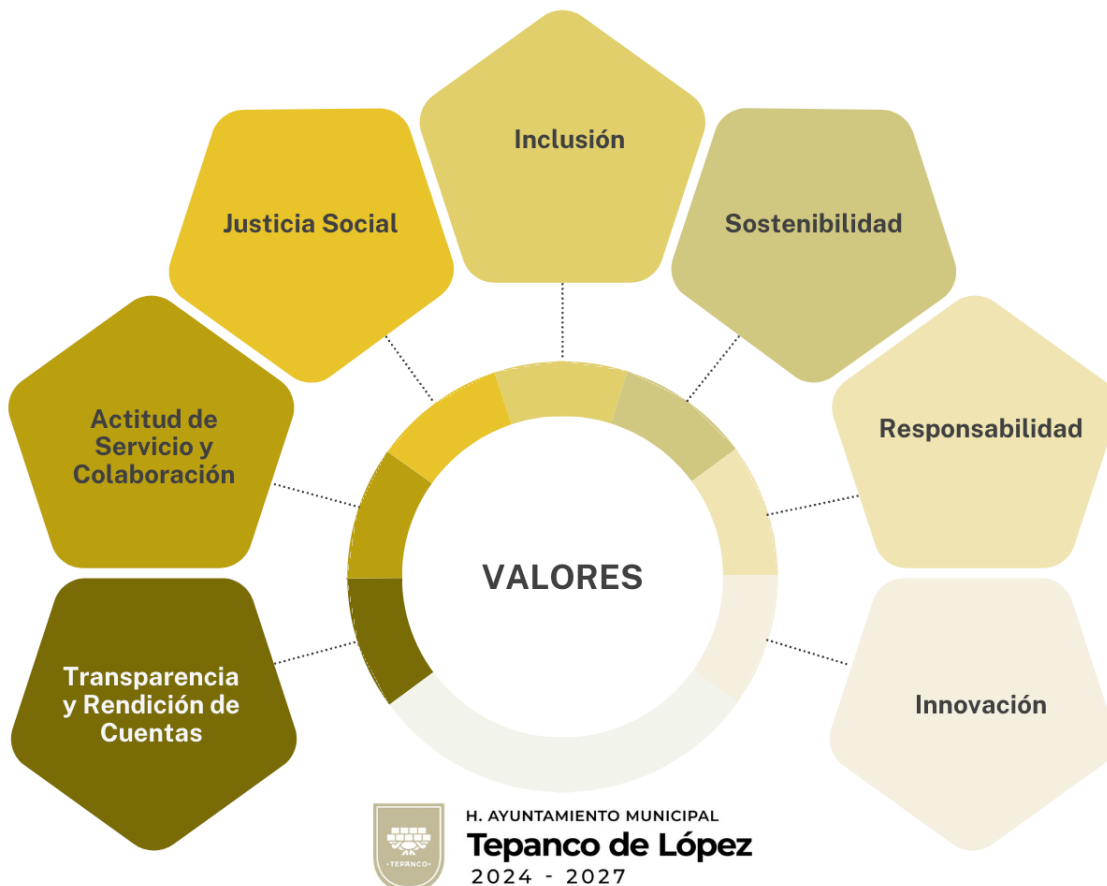 Inclusión
Justicia Social
Sostenibilidad
Actitud de
Servicio y
Colaboración
Responsabilidad
VALORES
Transparencia
y Rendición de
Cuentas
Innovación
H. AYUNTAMIENTO MUNICIPAL
Tepanco de López
2024 - 2027
•TEPANCO•